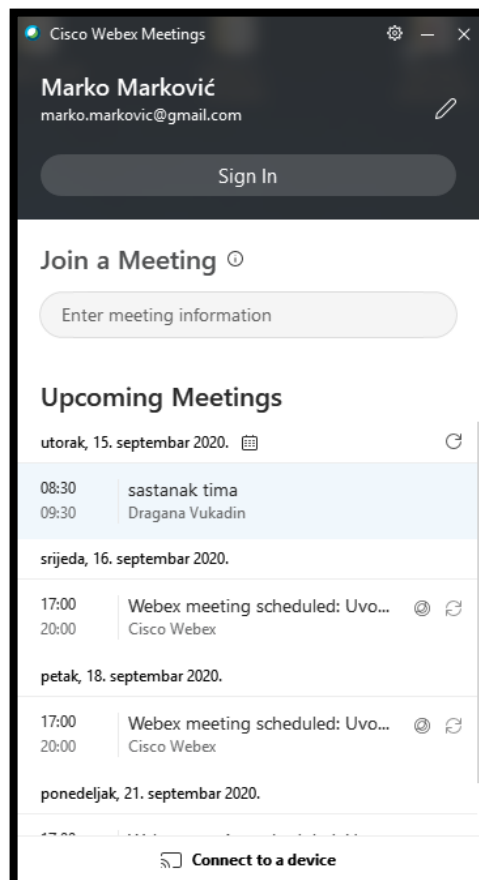 Cisco Webex Meetings
Marko Marković
marko.markovic@gmail.com
Sign In
Join a Meeting
Enter meeting information
Upcoming Meetings
utorak, 15. septembar 2020.
08:30 sastanak tima
09:30 Dragana Vukadin
srijeda, 16. septembar 2020.
17:00 Webex meeting scheduled: Uvo...
20:00 Cisco Webex
petak, 18. septembar 2020.
17:00 Webex meeting scheduled: Uvo...
20:00 Cisco Webex
ponedeljak, 21. septembar 2020.
Connect to a device